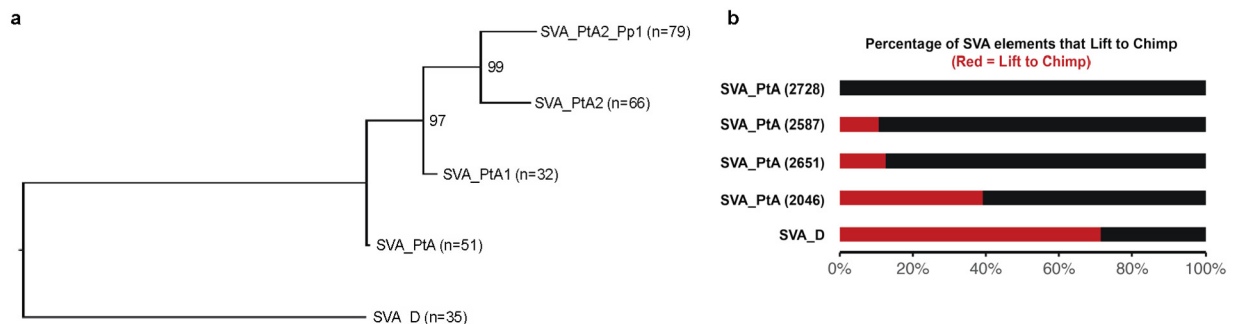 a
SVA_PtA2_Pp1 (n=79)
99
SVA_PtA2 (n=66)
97
SVA_PtA1 (n=32)
SVA_PtA (n=51)
SVA_D (n=35)
b
Percentage of SVA elements that Lift to Chimp
(Red = Lift to Chimp)
SVA_PtA (2728)
SVA_PtA (2587)
SVA_PtA (2651)
SVA_PtA (2046)
SVA_D
0% 20% 40% 60% 80% 100%